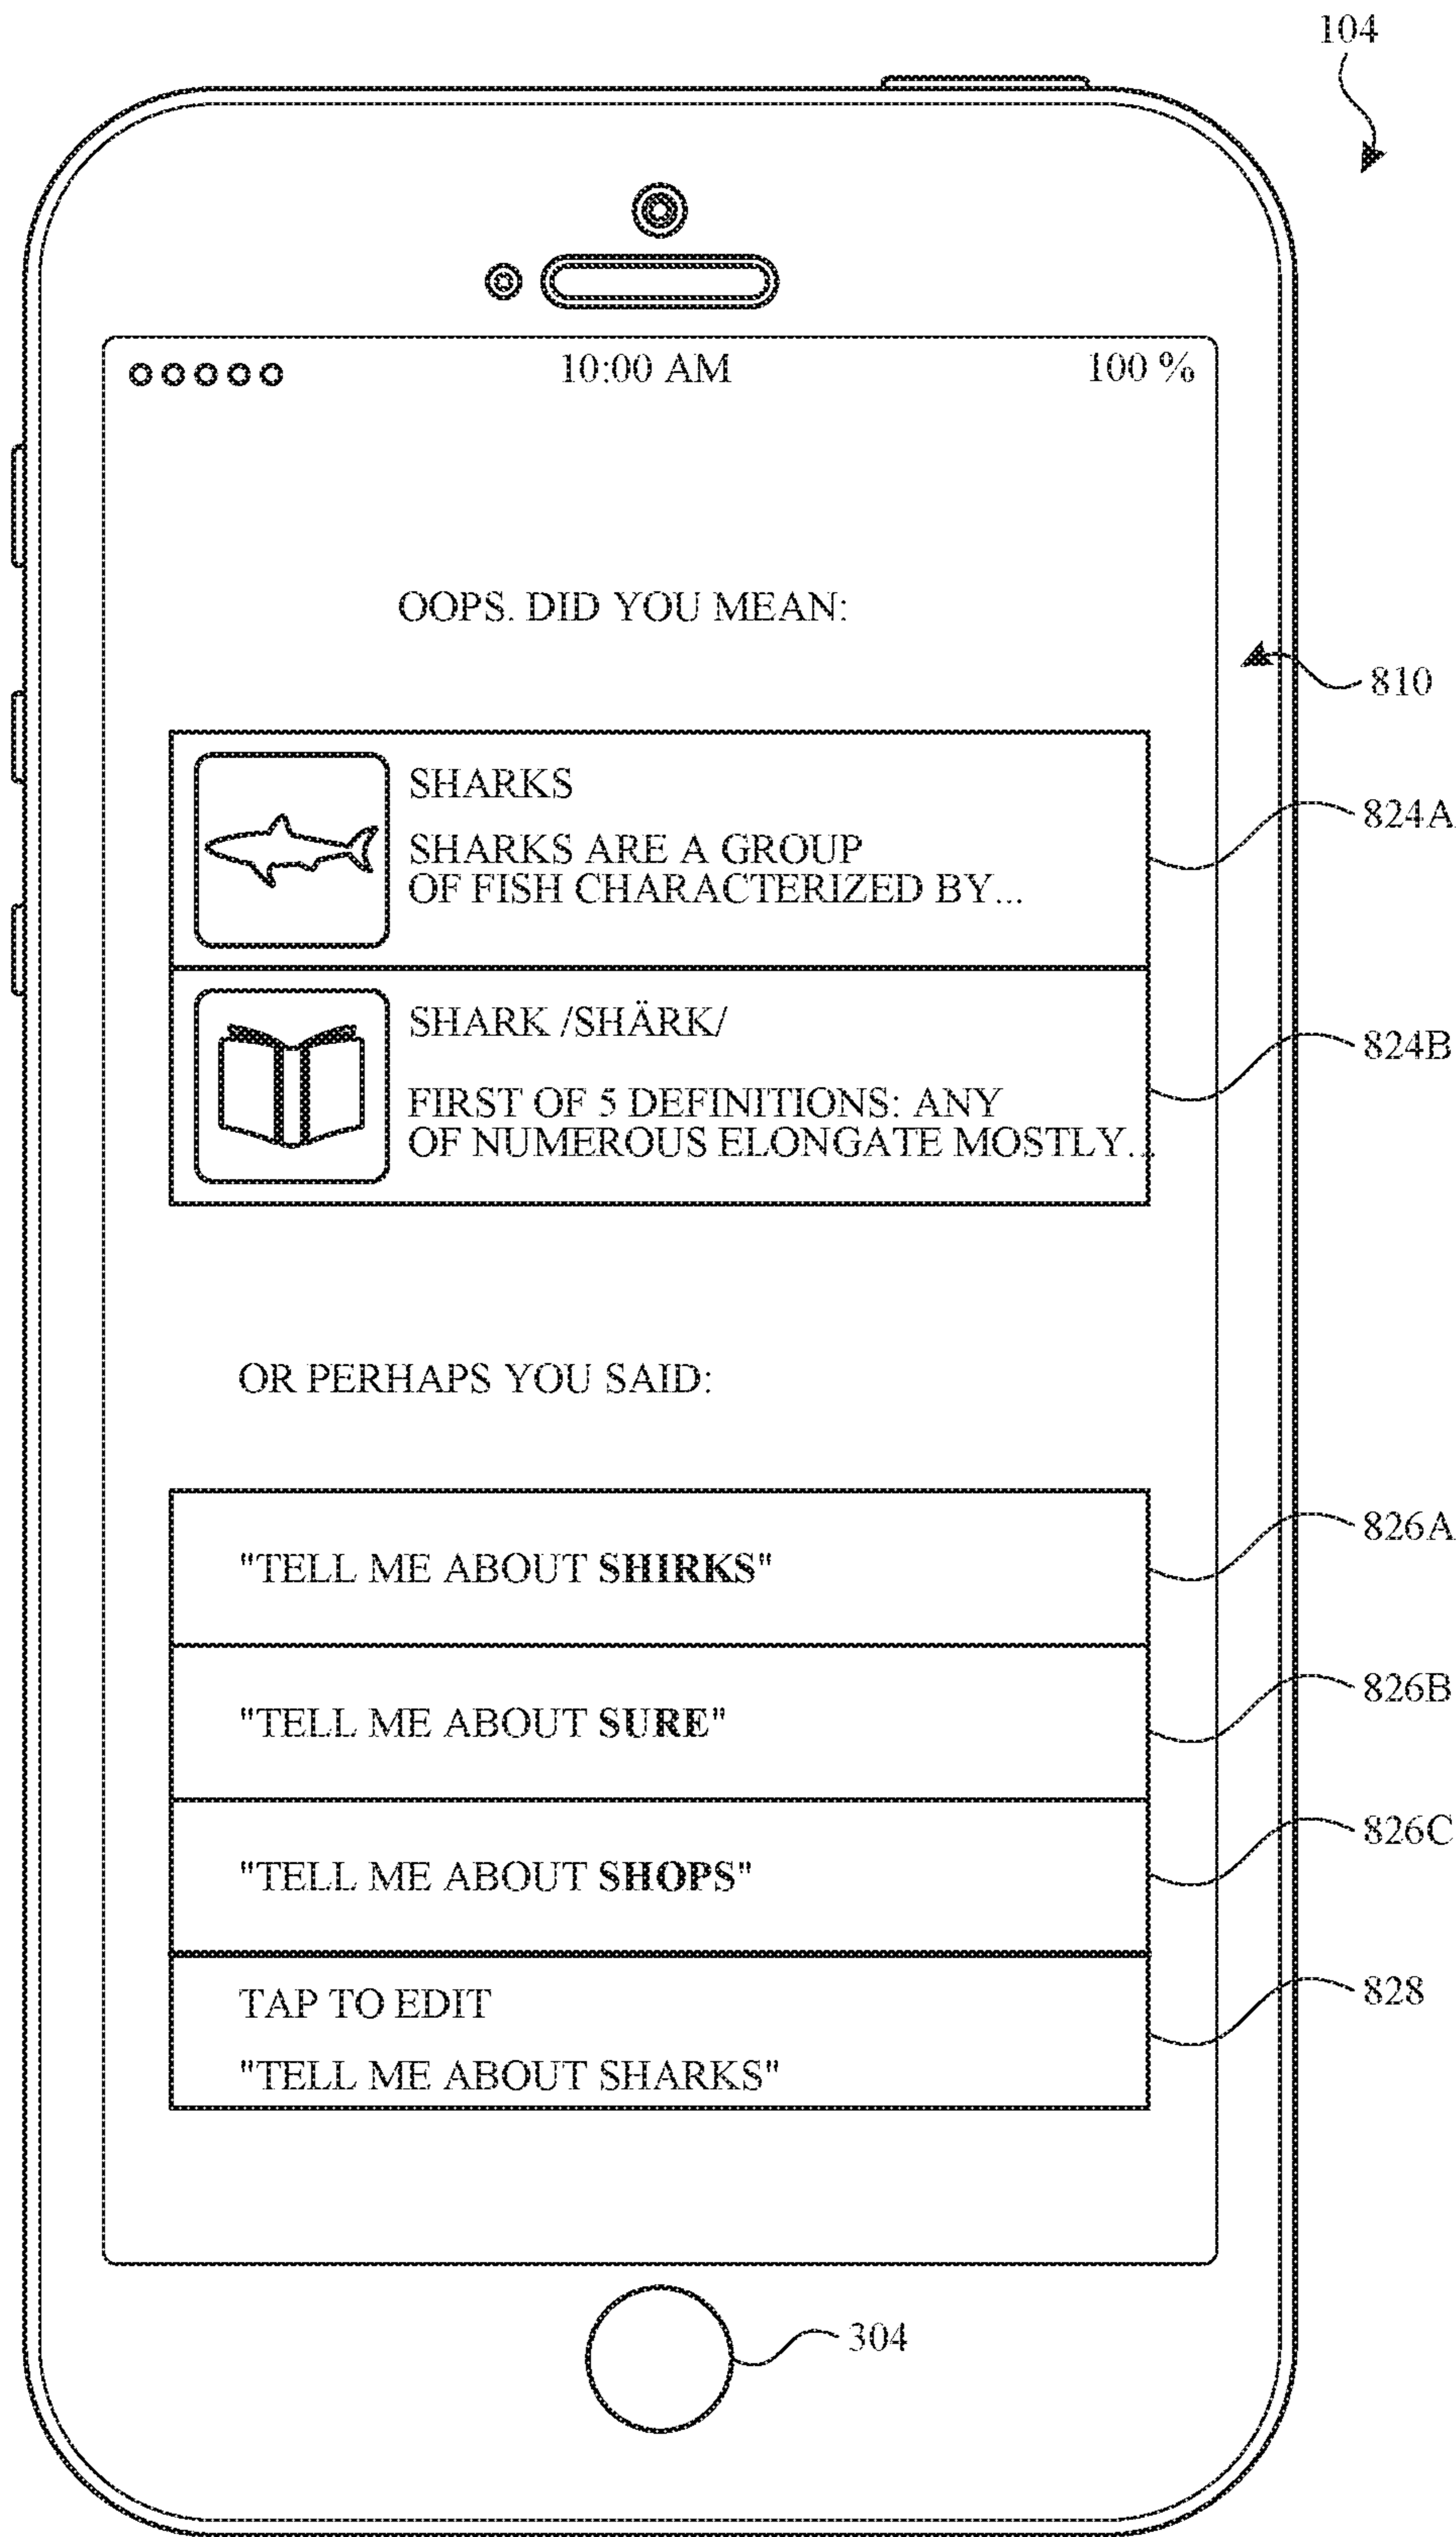 104
10:00 AM 100 %
OOPS. DID YOU MEAN:
810
SHARKS
824A
SHARKS ARE A GROUP
OF FISH CHARACTERIZED BY...
SHARK /SHÄRK/
824B
FIRST OF 5 DEFINITIONS: ANY
OF NUMEROUS ELONGATE MOSTLY...
OR PERHAPS YOU SAID:
826A
"TELL ME ABOUT SHIRKS"
826B
"TELL ME ABOUT SURE"
826C
"TELL ME ABOUT SHOPS"
828
TAP TO EDIT
"TELL ME ABOUT SHARKS"
304